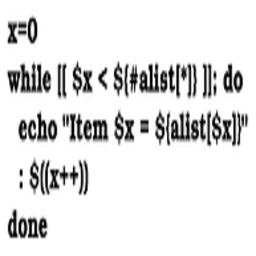 x=0
while [[ $x < ${#alist[*]} ]]; do
echo "Item $x = ${alist[$x]}"
: $((x++))
done